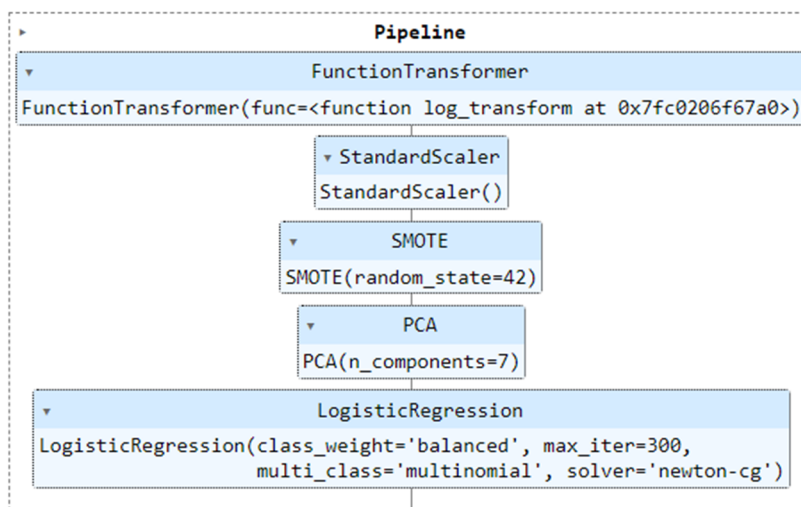 Pipeline
FunctionTransformer
FunctionTransformer(func=<function log_transform at 0x7fc0206f67a0>)
StandardScaler
StandardScaler()
SMOTE
SMOTE(random_state=42)
PCA
PCA(n_components=7)
LogisticRegression
LogisticRegression(class_weight='balanced', max_iter=300,
multi_class='multinomial', solver='newton-cg')